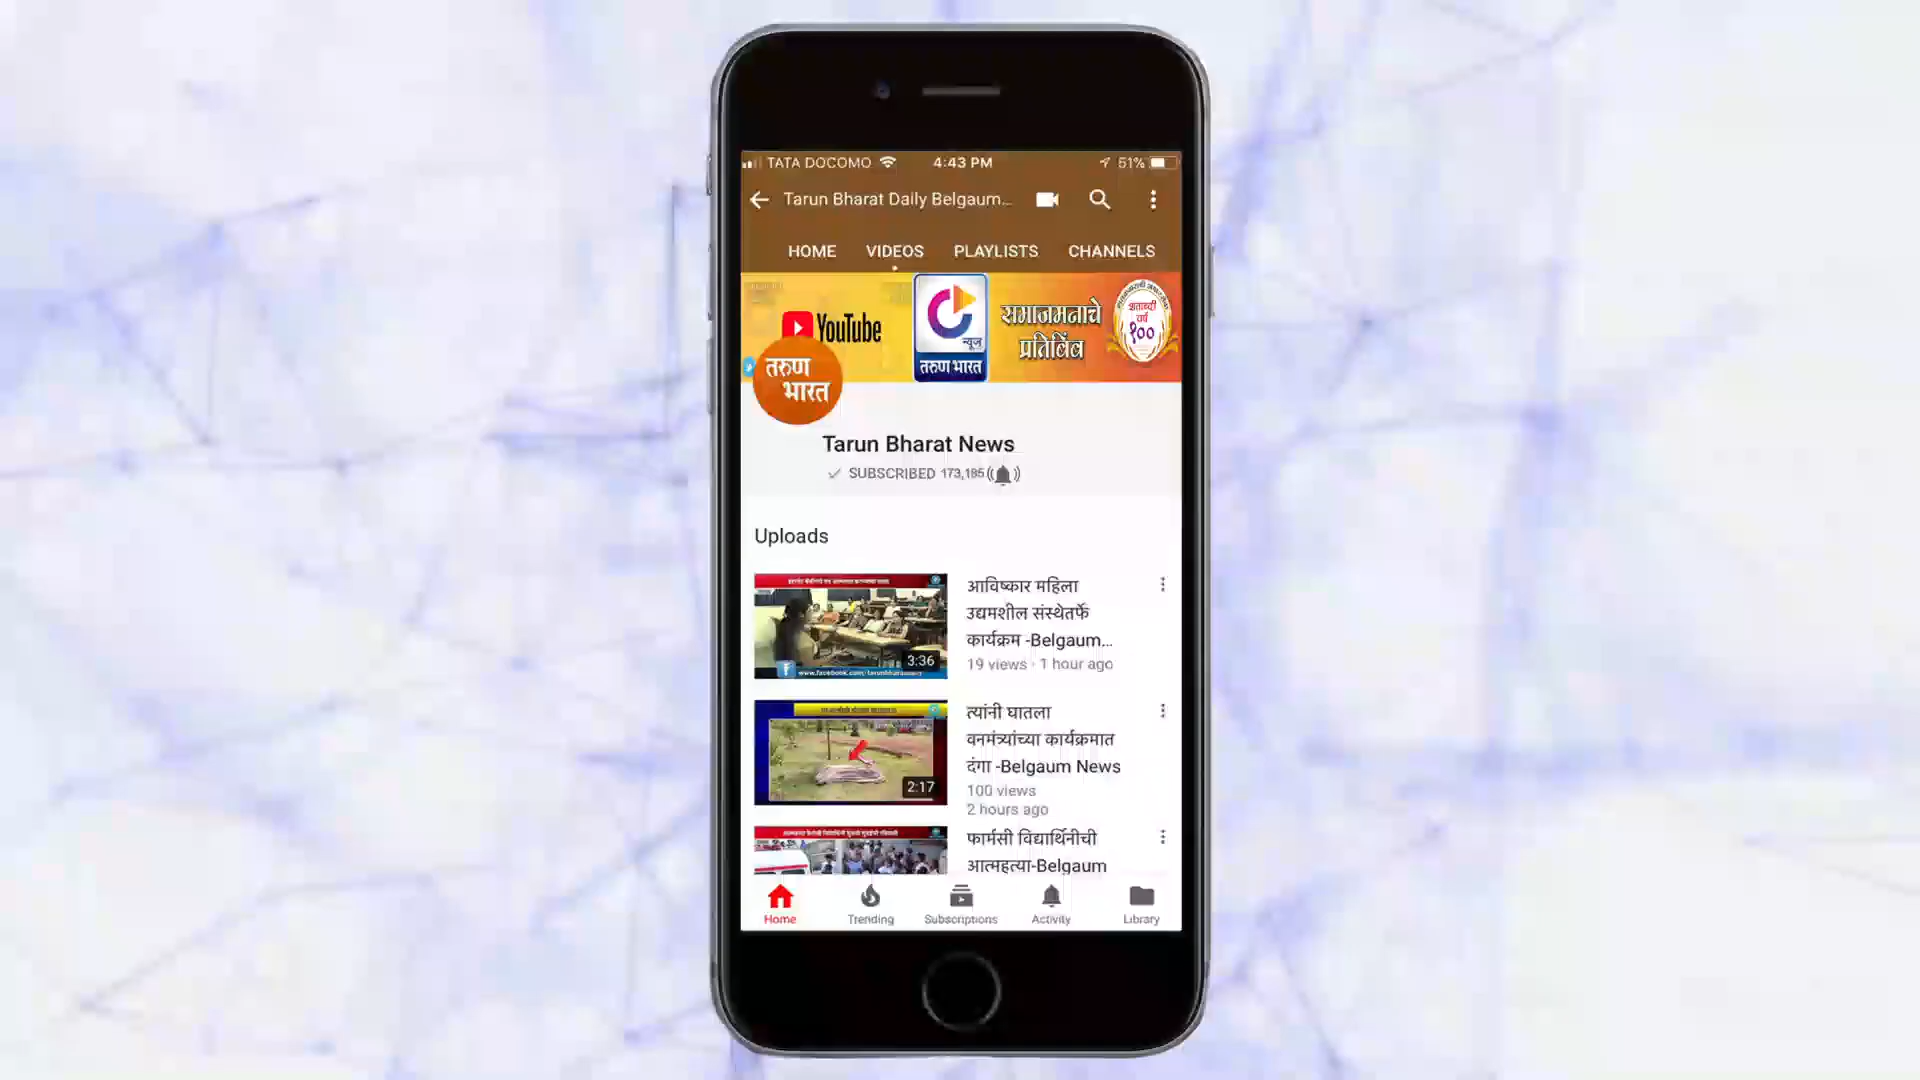 TATA DOCOMO
4:43 PM
51%
Tarun Bharat Daily Belgaum...
HOME VIDEOS PLAYLISTS CHANNELS
YouTube
न्यूज
तरुण भारत
समाजमनाचे
प्रतिबिंब
शताब्दी
वर्ष
१००
तरुण
भारत
Tarun Bharat News
SUBSCRIBED 173,185
Uploads
आविष्कार महिला
उद्यमशील संस्थेतर्फे
कार्यक्रम -Belgaum...
19 views · 1 hour ago
3:36
त्यांनी घातला
वनमंत्र्यांच्या कार्यक्रमात
दंगा -Belgaum News
100 views
2 hours ago
2:17
फार्मसी विद्यार्थिनीची
आत्महत्या-Belgaum
Home Trending Subscriptions Activity Library